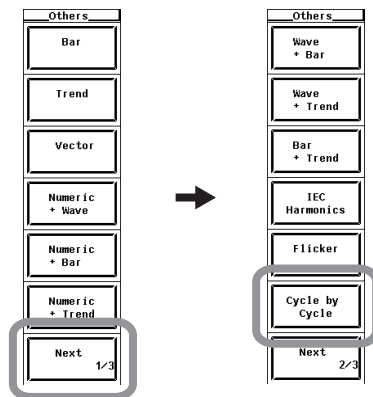 Others
Bar
Trend
Vector
Numeric
+ Wave
Numeric
+ Bar
Numeric
+ Trend
Next
1/3
Others
Wave
+ Bar
Wave
+ Trend
Bar
+ Trend
IEC
Harmonics
Flicker
Cycle by
Cycle
Next
2/3